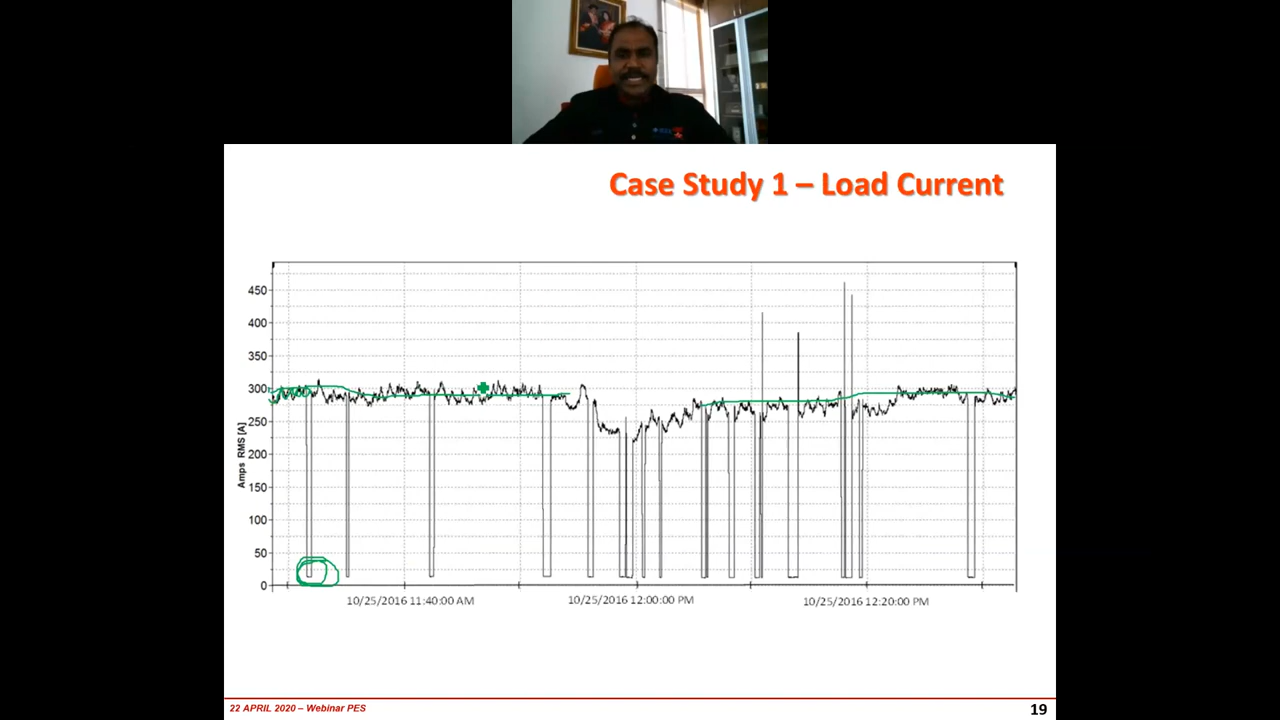 Case Study 1 – Load Current
450
400
350
300
250
200
150
100
50
0
Amps RMS [A]
10/25/2016 11:40:00 AM
10/25/2016 12:00:00 PM
10/25/2016 12:20:00 PM
22 APRIL 2020 – Webinar PES
19